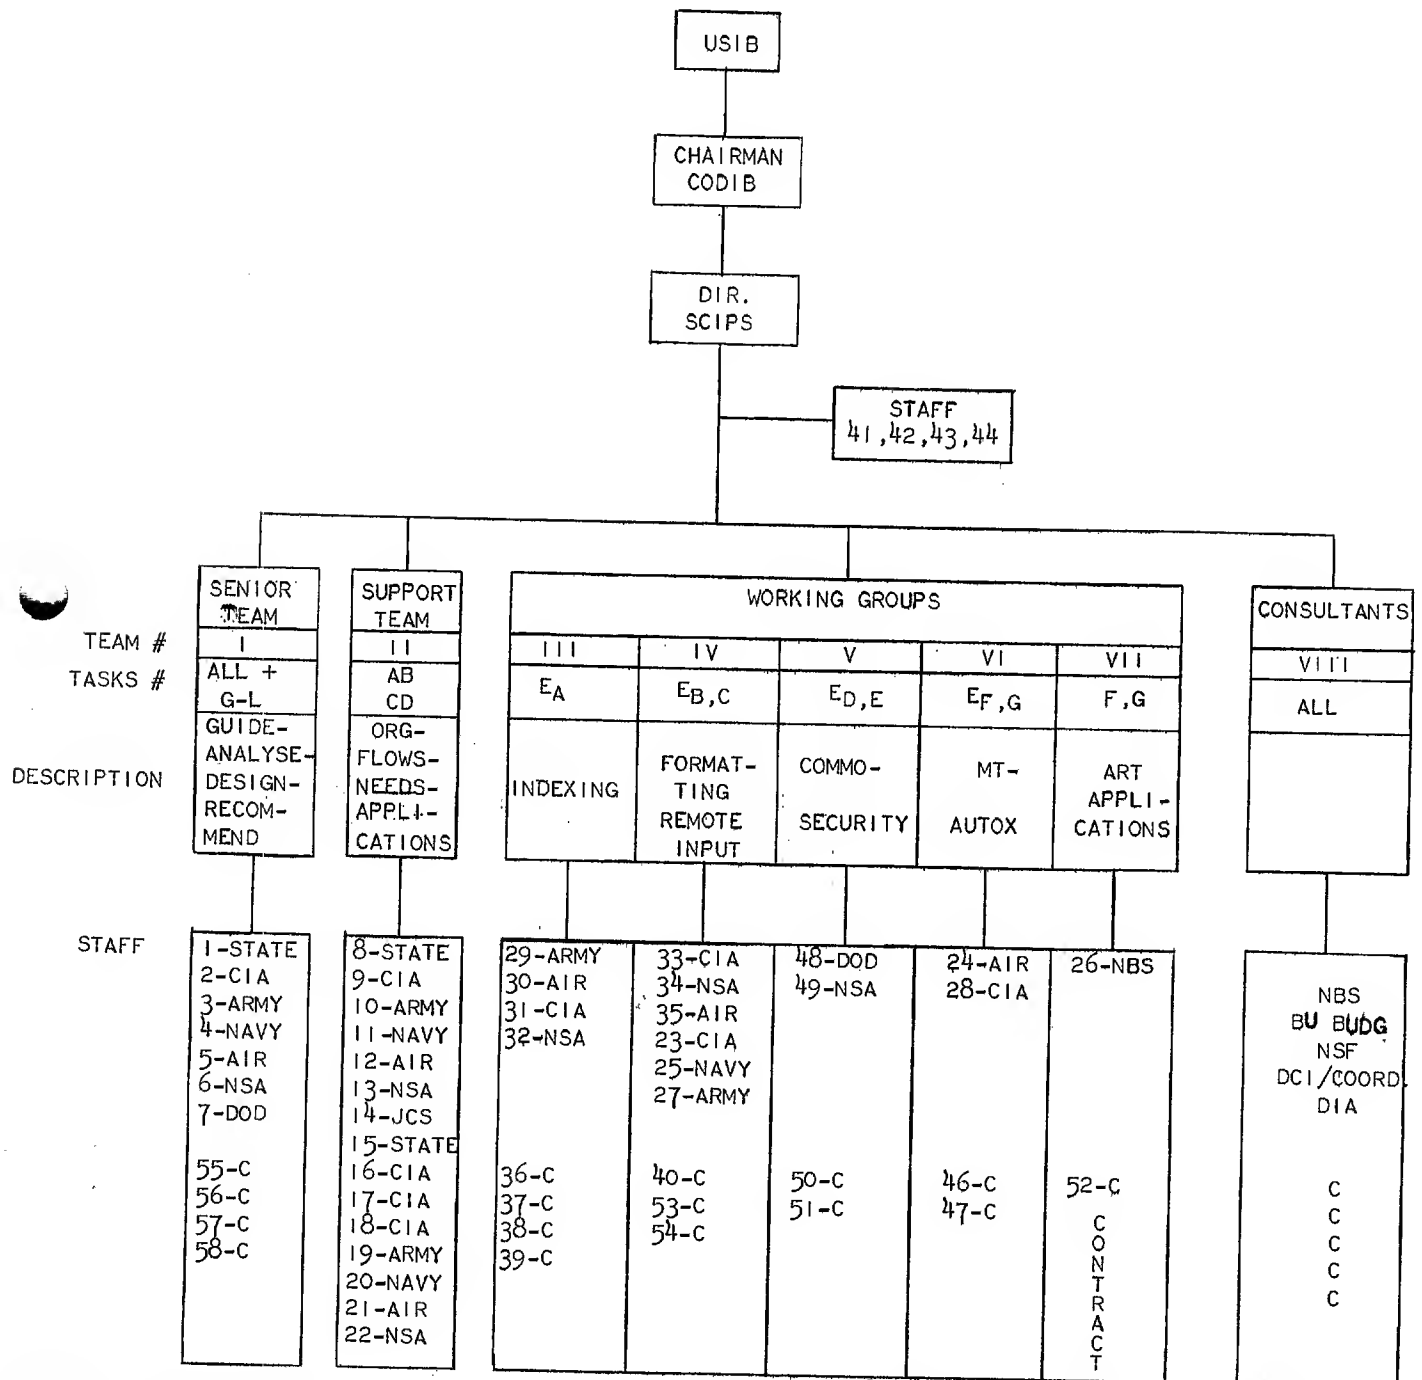 USIB
CHAIRMAN
CODIB
DIR.
SCIPS
STAFF
41,42,43,44
SENIOR
TEAM
SUPPORT
TEAM
WORKING GROUPS
CONSULTANTS
TEAM #
I
II
III
IV
V
VI
VII
VIII
TASKS #
ALL +
G-L
AB
CD
EA
EB,C
ED,E
EF,G
F,G
ALL
DESCRIPTION
GUIDE-
ANALYSE-
DESIGN-
RECOM-
MEND
ORG-
FLOWS-
NEEDS-
APPLI-
CATIONS
INDEXING
FORMAT-
TING
REMOTE
INPUT
COMMO-
SECURITY
MT-
AUTOX
ART
APPLI-
CATIONS
STAFF
1-STATE
2-CIA
3-ARMY
4-NAVY
5-AIR
6-NSA
7-DOD
55-C
56-C
57-C
58-C
8-STATE
9-CIA
10-ARMY
11-NAVY
12-AIR
13-NSA
14-JCS
15-STATE
16-CIA
17-CIA
18-CIA
19-ARMY
20-NAVY
21-AIR
22-NSA
29-ARMY
30-AIR
31-CIA
32-NSA
36-C
37-C
38-C
39-C
33-CIA
34-NSA
35-AIR
23-CIA
25-NAVY
27-ARMY
40-C
53-C
54-C
48-DOD
49-NSA
50-C
51-C
24-AIR
28-CIA
46-C
47-C
26-NBS
52-C
CONTRACT
NBS
BU BUDG
NSF
DCI/COORD
DIA
C
C
C
C
C